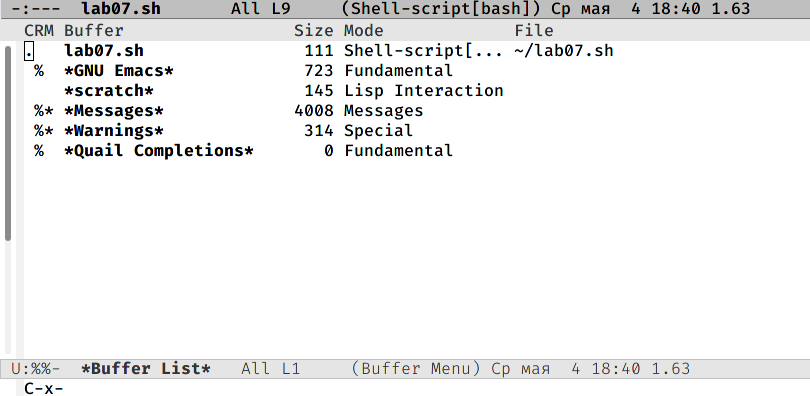 -:--- lab07.sh All L9 (Shell-script[bash]) Ср мая 4 18:40 1.63
CRM Buffer Size Mode File
. lab07.sh 111 Shell-script[... ~/lab07.sh
% *GNU Emacs* 723 Fundamental
*scratch* 145 Lisp Interaction
%* *Messages* 4008 Messages
%* *Warnings* 314 Special
% *Quail Completions* 0 Fundamental
U:%%- *Buffer List* All L1 (Buffer Menu) Ср мая 4 18:40 1.63
C-x-